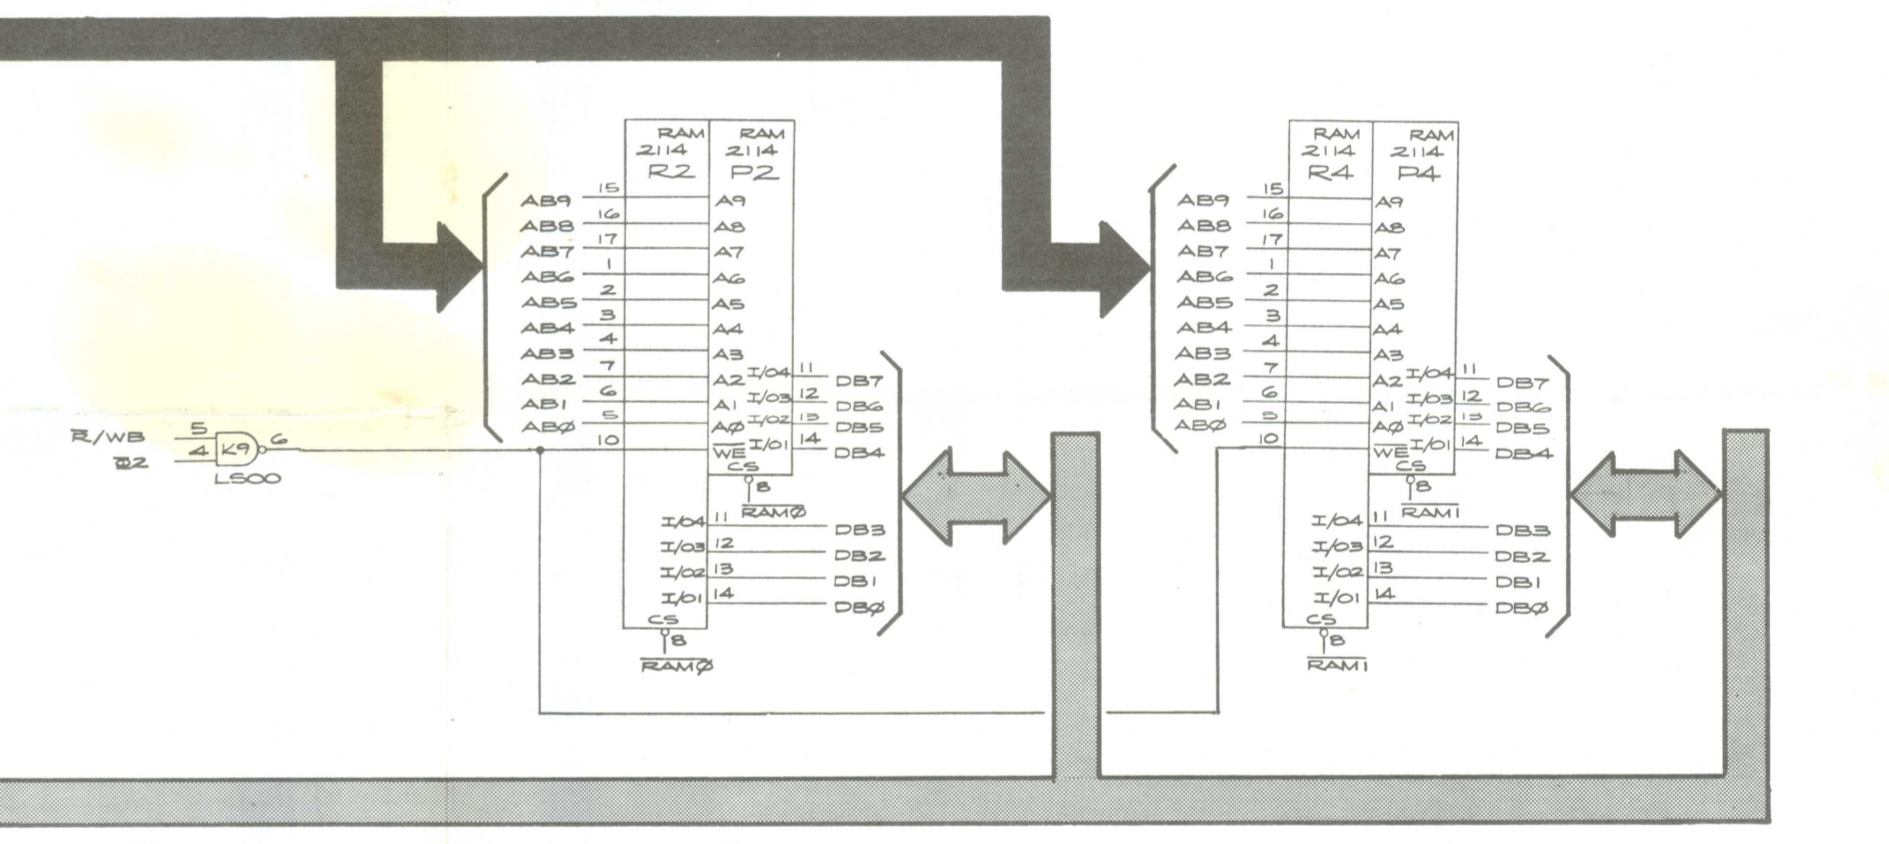 RAM RAM
2114 2114
R2 P2
AB9 15 A9
AB8 16 A8
AB7 17 A7
AB6 1 A6
AB5 2 A5
AB4 3 A4
AB3 4 A3
AB2 7 A2 I/O4 11 DB7
AB1 6 A1 I/O3 12 DB6
ABØ 5 AØ I/O2 13 DB5
10 W̅E̅ I/O1 14 DB4
CS
8
R̅A̅M̅Ø̅
I/O4 11 DB3
I/O3 12 DB2
I/O2 13 DB1
I/O1 14 DBØ
CS
8
R̅A̅M̅Ø̅
R̅/WB 5
Φ2 4
K9
6
LS00
RAM RAM
2114 2114
R4 P4
AB9 15 A9
AB8 16 A8
AB7 17 A7
AB6 1 A6
AB5 2 A5
AB4 3 A4
AB3 4 A3
AB2 7 A2 I/O4 11 DB7
AB1 6 A1 I/O3 12 DB6
ABØ 5 AØ I/O2 13 DB5
10 W̅E̅ I/O1 14 DB4
CS
8
R̅A̅M̅1̅
I/O4 11 DB3
I/O3 12 DB2
I/O2 13 DB1
I/O1 14 DBØ
CS
8
R̅A̅M̅1̅